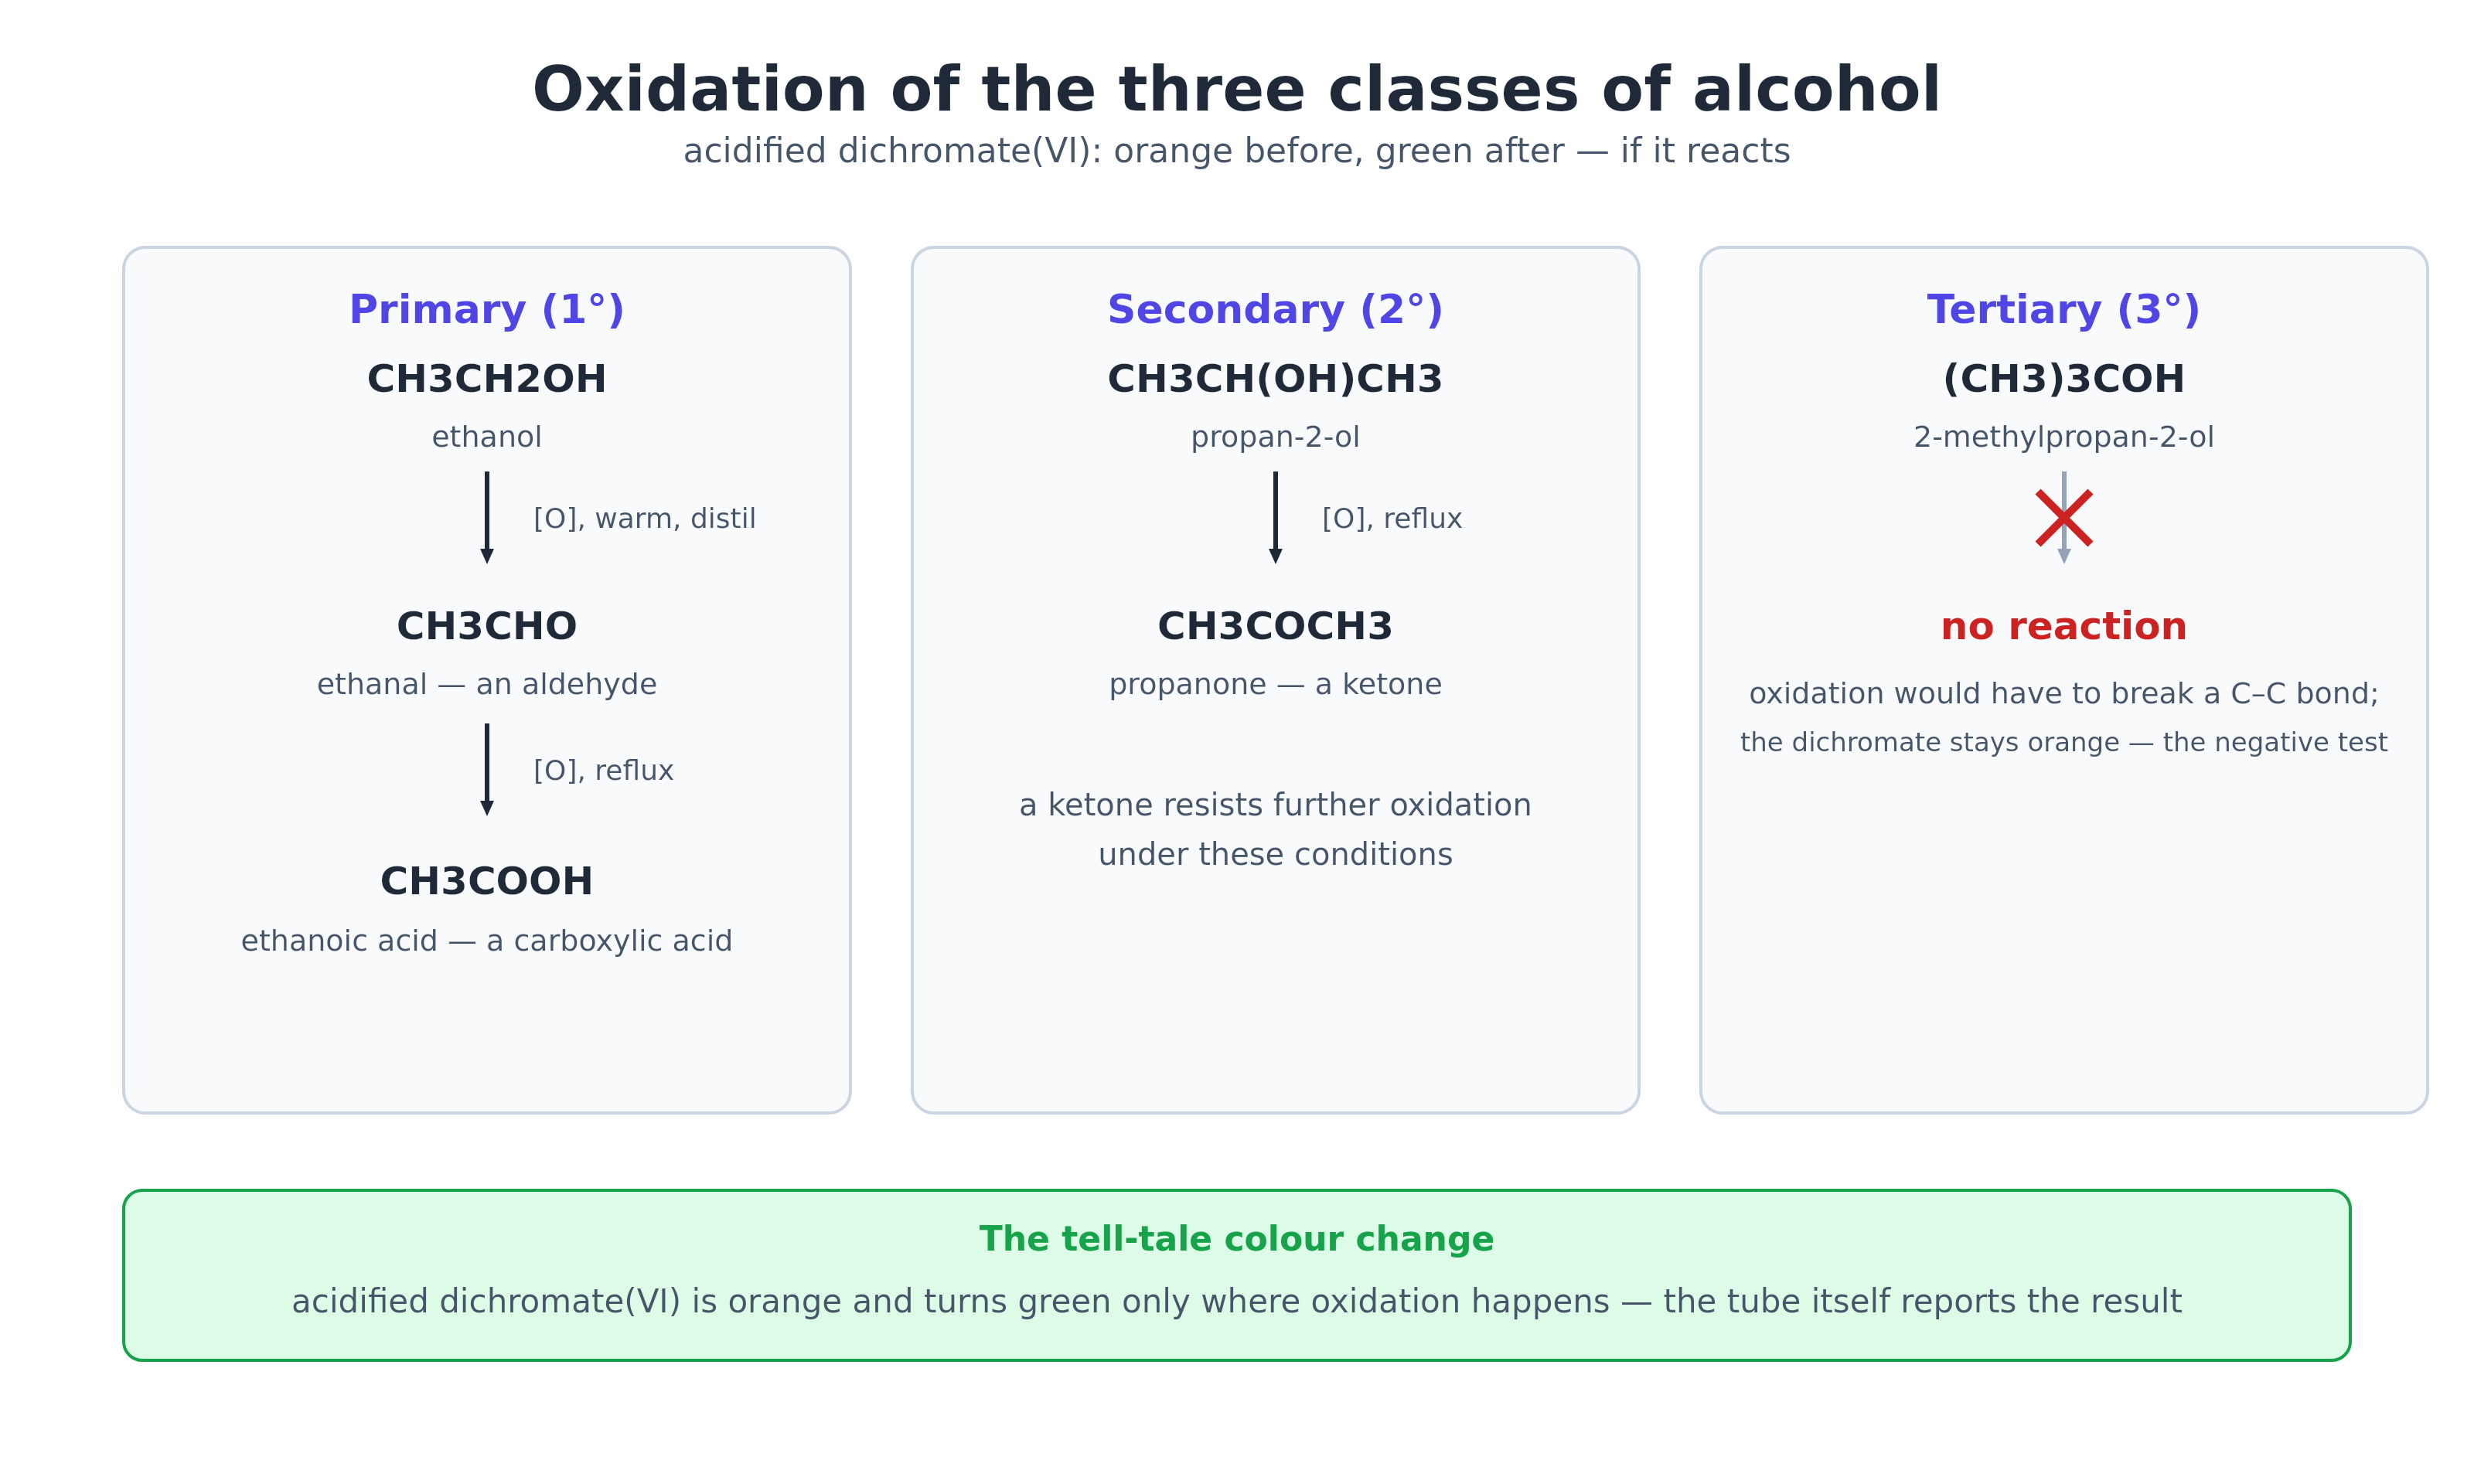 Oxidation of the three classes of alcohol
acidified dichromate(VI): orange before, green after — if it reacts
Primary (1°)
CH3CH2OH
ethanol
[O], warm, distil
CH3CHO
ethanal — an aldehyde
[O], reflux
CH3COOH
ethanoic acid — a carboxylic acid
Secondary (2°)
CH3CH(OH)CH3
propan-2-ol
[O], reflux
CH3COCH3
propanone — a ketone
a ketone resists further oxidation
under these conditions
Tertiary (3°)
(CH3)3COH
2-methylpropan-2-ol
no reaction
oxidation would have to break a C–C bond;
the dichromate stays orange — the negative test
The tell-tale colour change
acidified dichromate(VI) is orange and turns green only where oxidation happens — the tube itself reports the result